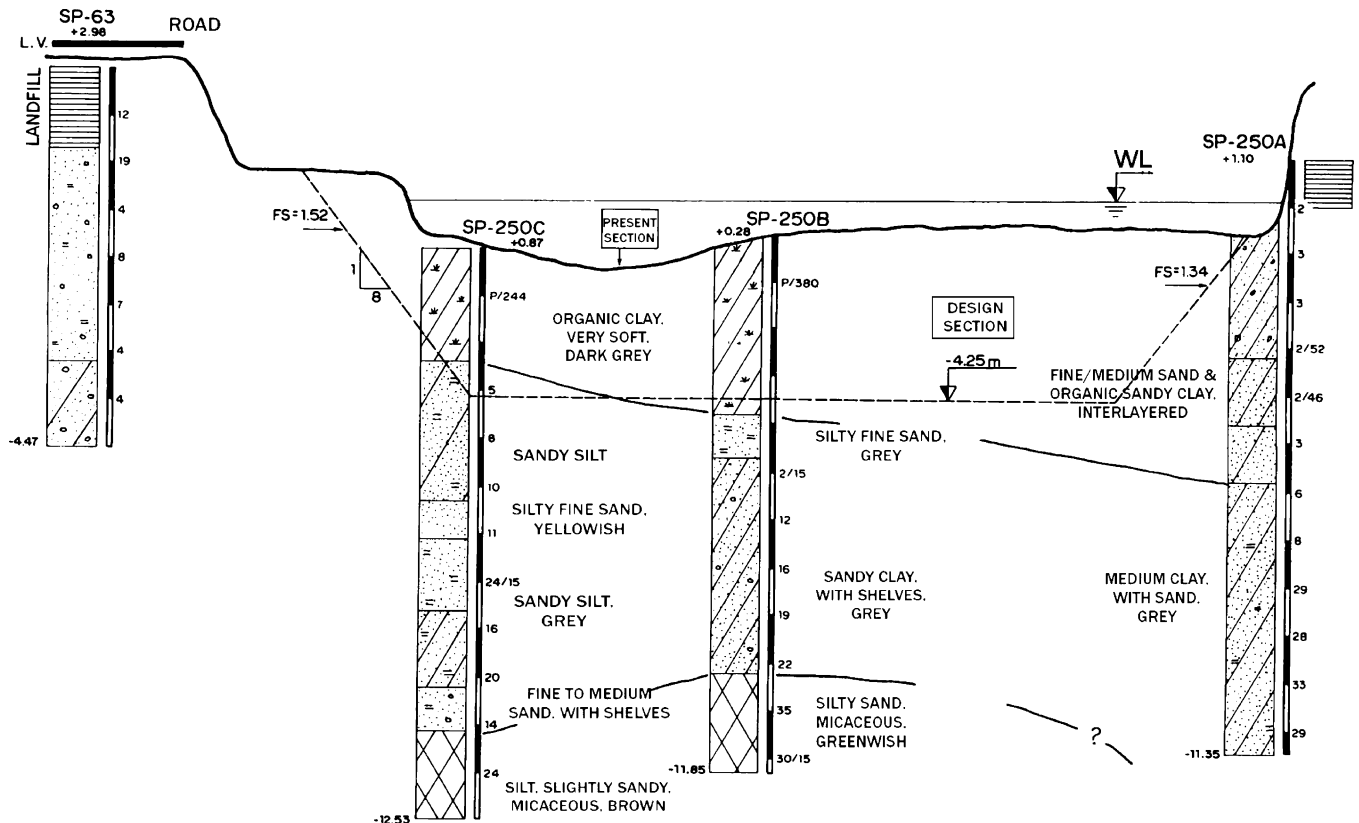 SP-63
+2.98
ROAD
L.V.
LANDFILL
12
19
4
8
7
4
4
-4.47
FS=1.52
1
8
SP-250C
+0.87
P/244
5
8
10
11
24/15
16
20
14
24
-12.53
PRESENT
SECTION
ORGANIC CLAY,
VERY SOFT,
DARK GREY
SANDY SILT
SILTY FINE SAND,
YELLOWISH
SANDY SILT,
GREY
FINE TO MEDIUM
SAND, WITH SHELVES
SILT, SLIGHTLY SANDY,
MICACEOUS, BROWN
SP-250B
+0.28
P/380
2/15
12
16
19
22
35
30/15
-11.85
WL
DESIGN
SECTION
-4.25m
SILTY FINE SAND,
GREY
SANDY CLAY,
WITH SHELVES,
GREY
SILTY SAND,
MICACEOUS,
GREENWISH
FS=1.34
FINE/MEDIUM SAND &
ORGANIC SANDY CLAY,
INTERLAYERED
MEDIUM CLAY,
WITH SAND,
GREY
?
SP-250A
+1.10
2
3
3
2/52
2/46
3
6
8
29
28
33
29
-11.35